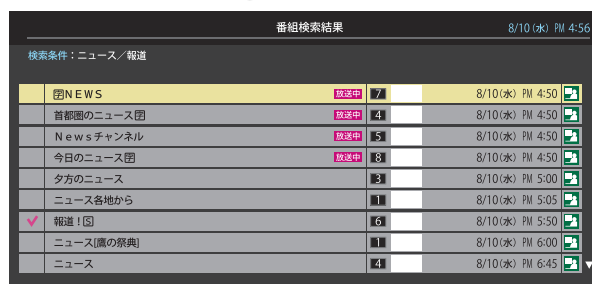 番組検索結果 8/10(水) PM 4:56
検索条件：ニュース／報道
字NEWS 放送中 7 8/10(水) PM 4:50
首都圏のニュース字 放送中 4 8/10(水) PM 4:50
Newsチャンネル 放送中 5 8/10(水) PM 4:50
今日のニュース字 放送中 8 8/10(水) PM 4:50
夕方のニュース 3 8/10(水) PM 5:00
ニュース各地から 1 8/10(水) PM 5:05
報道！S 6 8/10(水) PM 5:50
ニュース[鷹の祭典] 1 8/10(水) PM 6:00
ニュース 4 8/10(水) PM 6:45